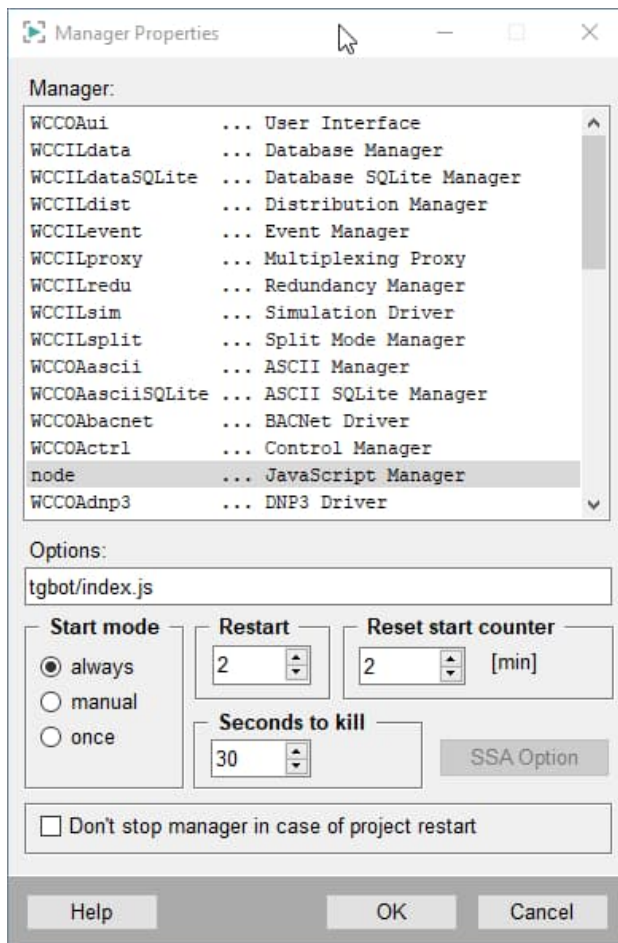 Manager Properties
Manager:
WCCOAui ... User Interface
WCCILdata ... Database Manager
WCCILdataSQLite ... Database SQLite Manager
WCCILdist ... Distribution Manager
WCCILevent ... Event Manager
WCCILproxy ... Multiplexing Proxy
WCCILredu ... Redundancy Manager
WCCILsim ... Simulation Driver
WCCILsplit ... Split Mode Manager
WCCOAascii ... ASCII Manager
WCCOAasciiSQLite ... ASCII SQLite Manager
WCCOAbacnet ... BACNet Driver
WCCOActrl ... Control Manager
node ... JavaScript Manager
WCCOAdnp3 ... DNP3 Driver
Options:
tgbot/index.js
Start mode Restart Reset start counter
always 2 2 [min]
manual
once
Seconds to kill
30 SSA Option
Don't stop manager in case of project restart
Help OK Cancel